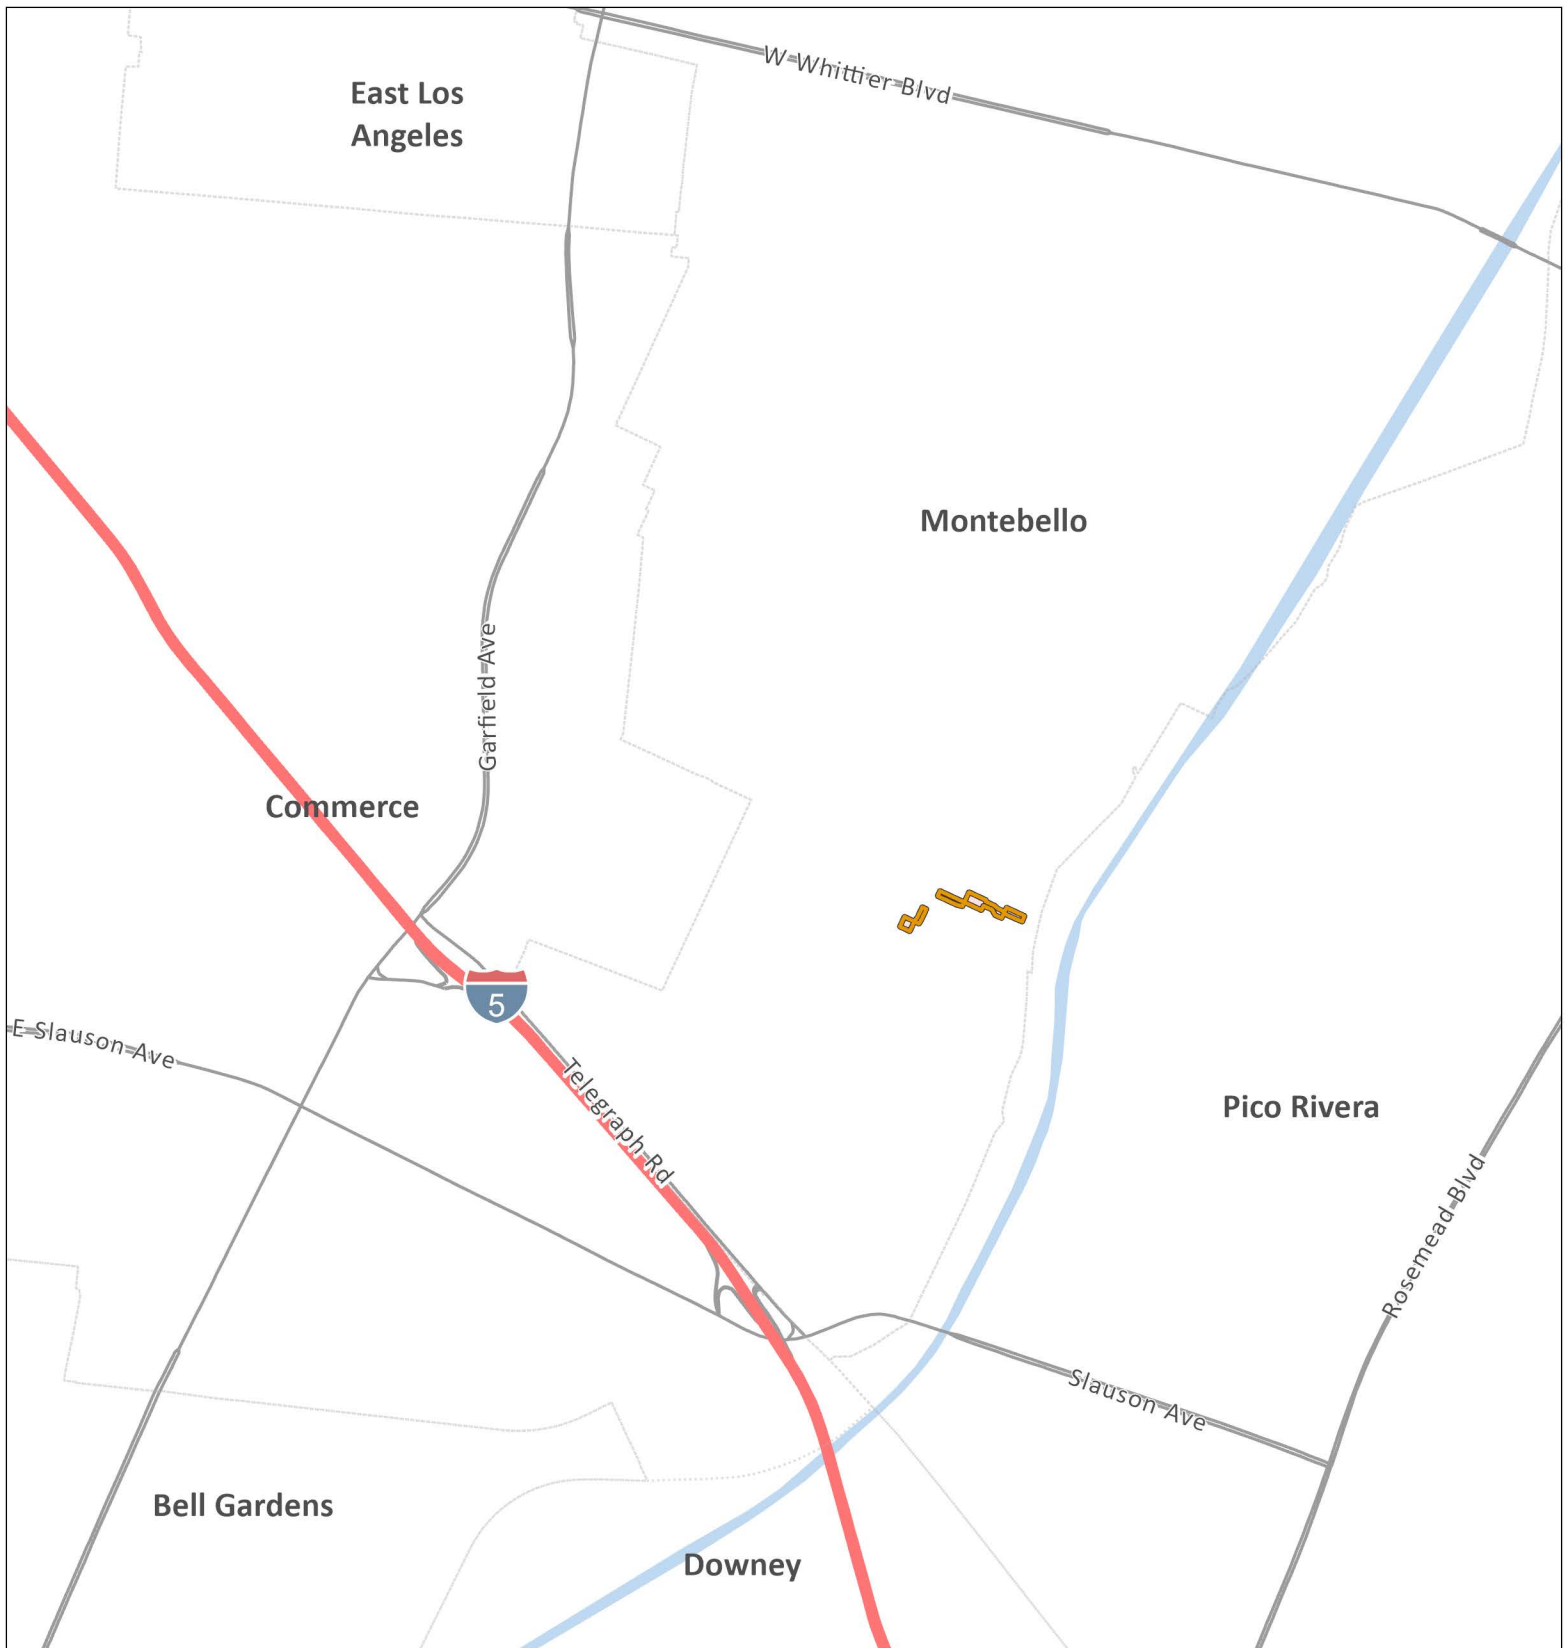 W Whittier Blvd
East Los
Angeles
Montebello
Garfield Ave
Commerce
5
E Slauson Ave
Telegraph Rd
Pico Rivera
Rosemead Blvd
Slauson Ave
Bell Gardens
Downey